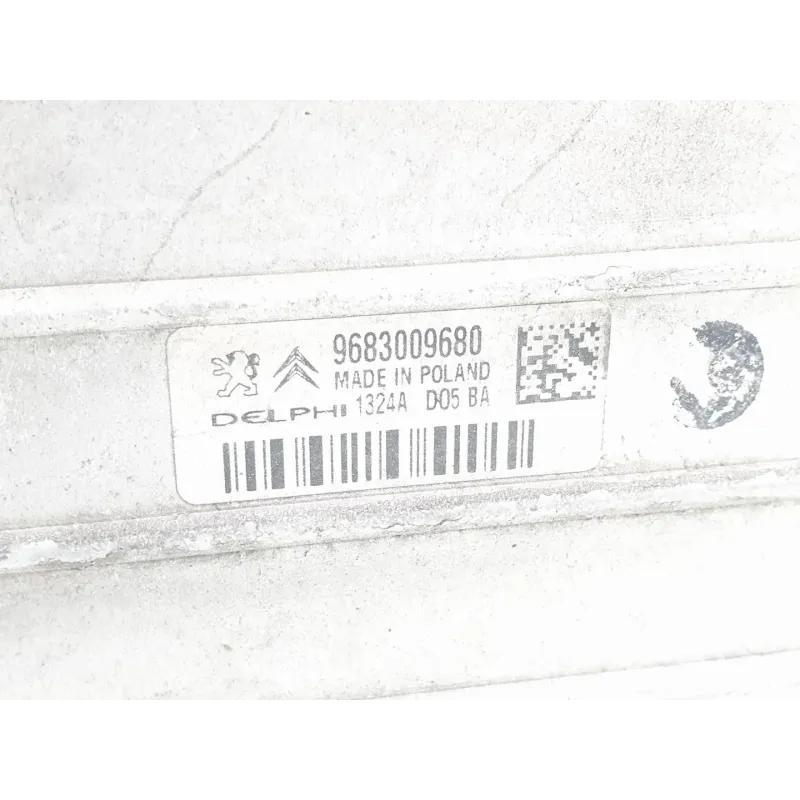 9683009680
MADE IN POLAND
DELPHI 1324A D05 BA